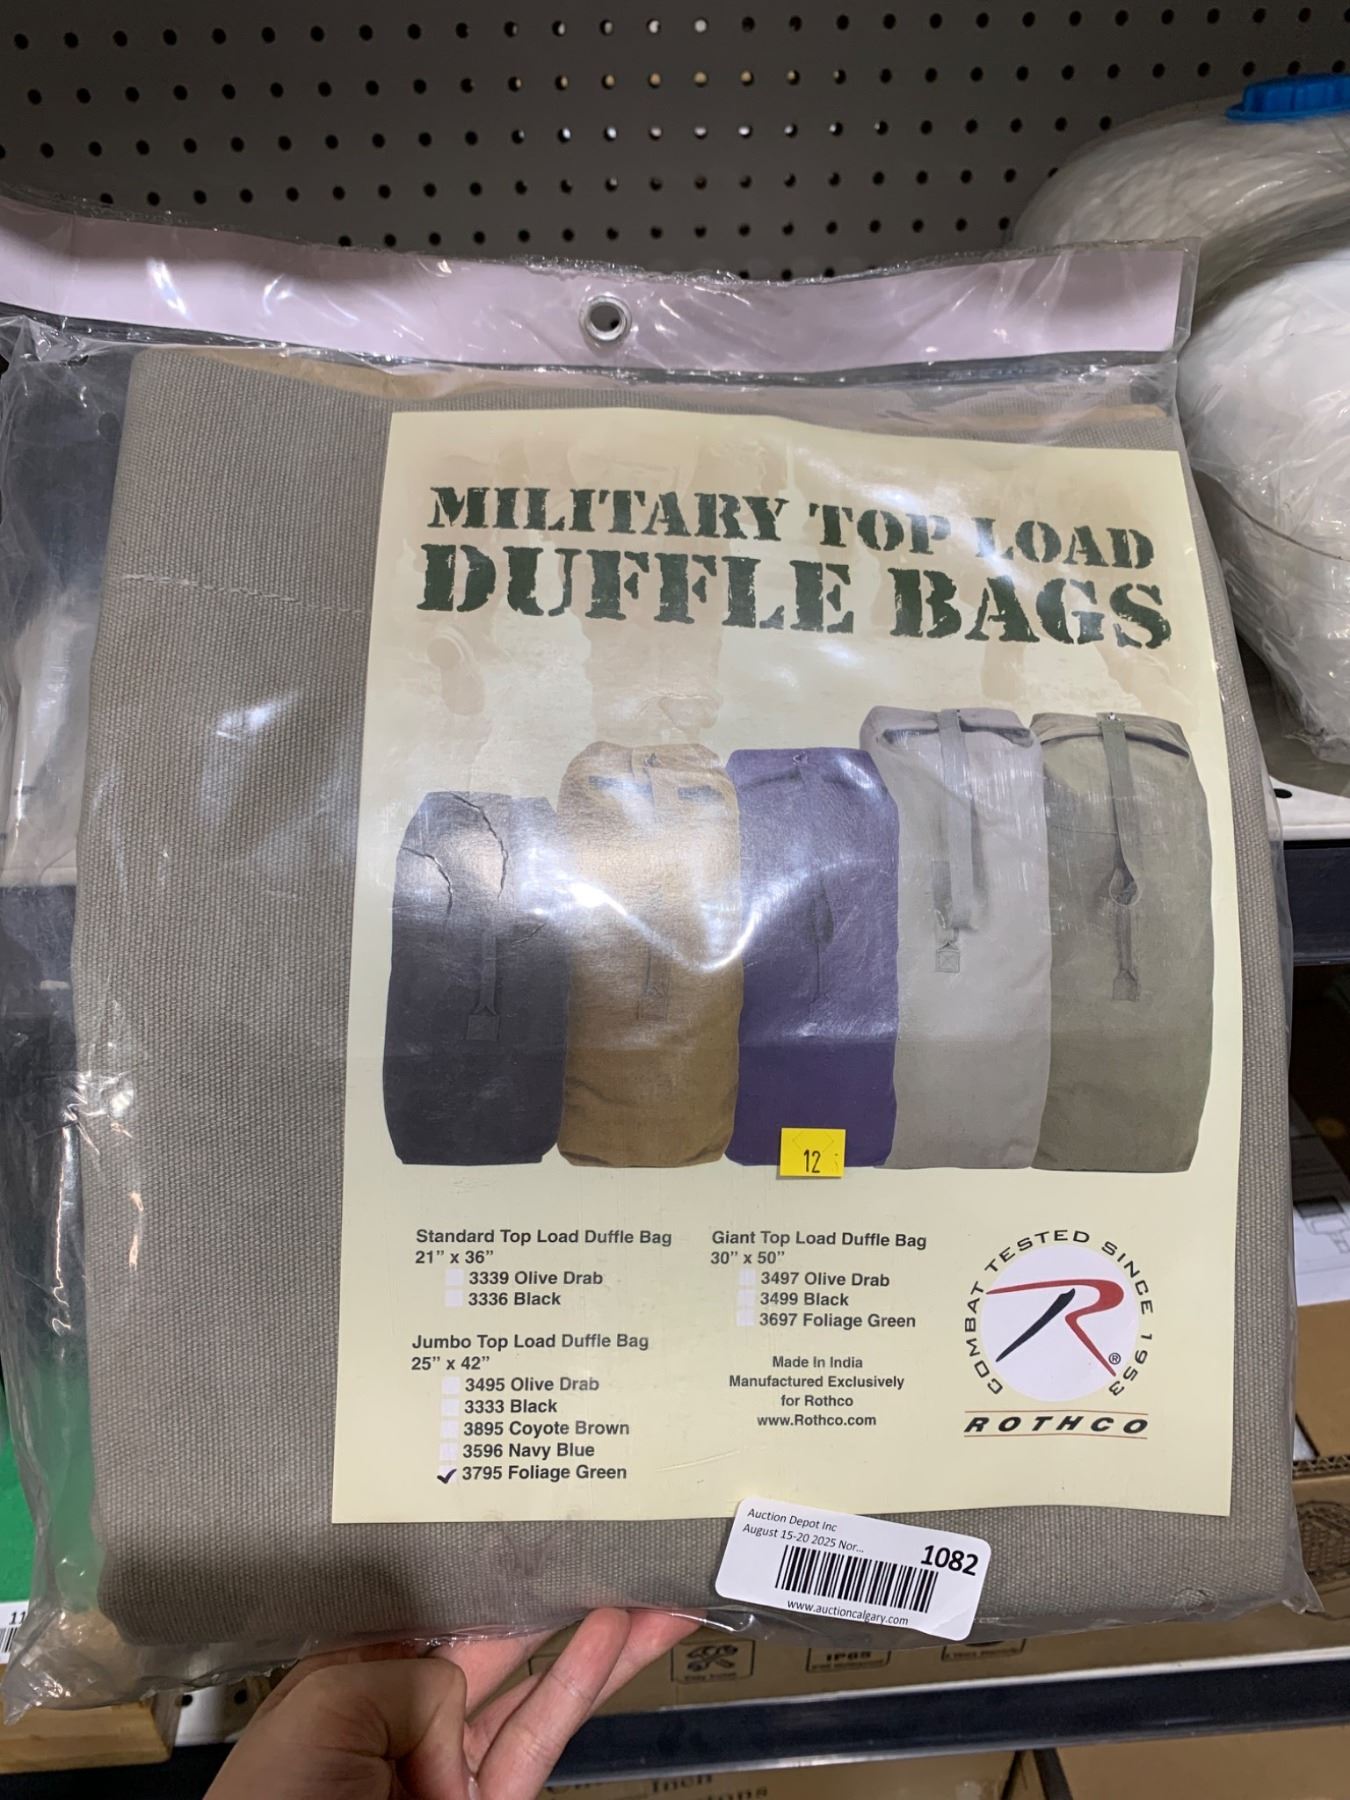 MILITARY TOP LOAD
DUFFLE BAGS
12
Standard Top Load Duffle Bag
21" x 36"
3339 Olive Drab
3336 Black
Jumbo Top Load Duffle Bag
25" x 42"
3495 Olive Drab
3333 Black
3895 Coyote Brown
3596 Navy Blue
3795 Foliage Green
Giant Top Load Duffle Bag
30" x 50"
3497 Olive Drab
3499 Black
3697 Foliage Green
Made In India
Manufactured Exclusively
for Rothco
www.Rothco.com
COMBAT TESTED SINCE 1953
R®
ROTHCO
Auction Depot Inc
August 15-20 2025 Nor...
1082
www.auctioncalgary.com
11
IP65
Inch